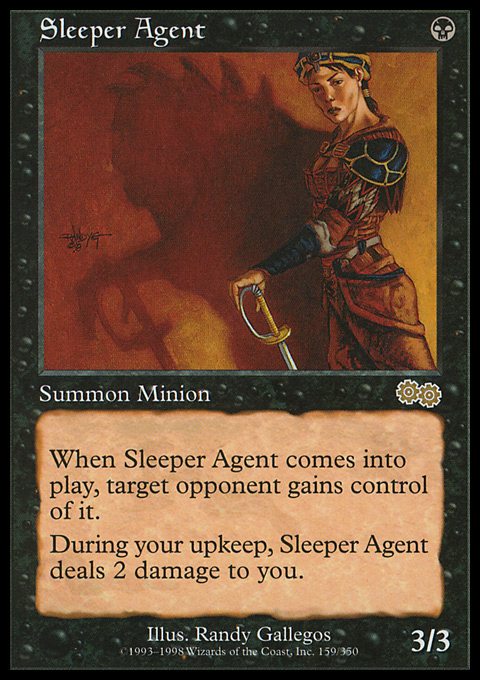 Sleeper Agent
Summon Minion
When Sleeper Agent comes into
play, target opponent gains control
of it.
During your upkeep, Sleeper Agent
deals 2 damage to you.
Illus. Randy Gallegos
3/3
©1993–1998 Wizards of the Coast, Inc. 159/350